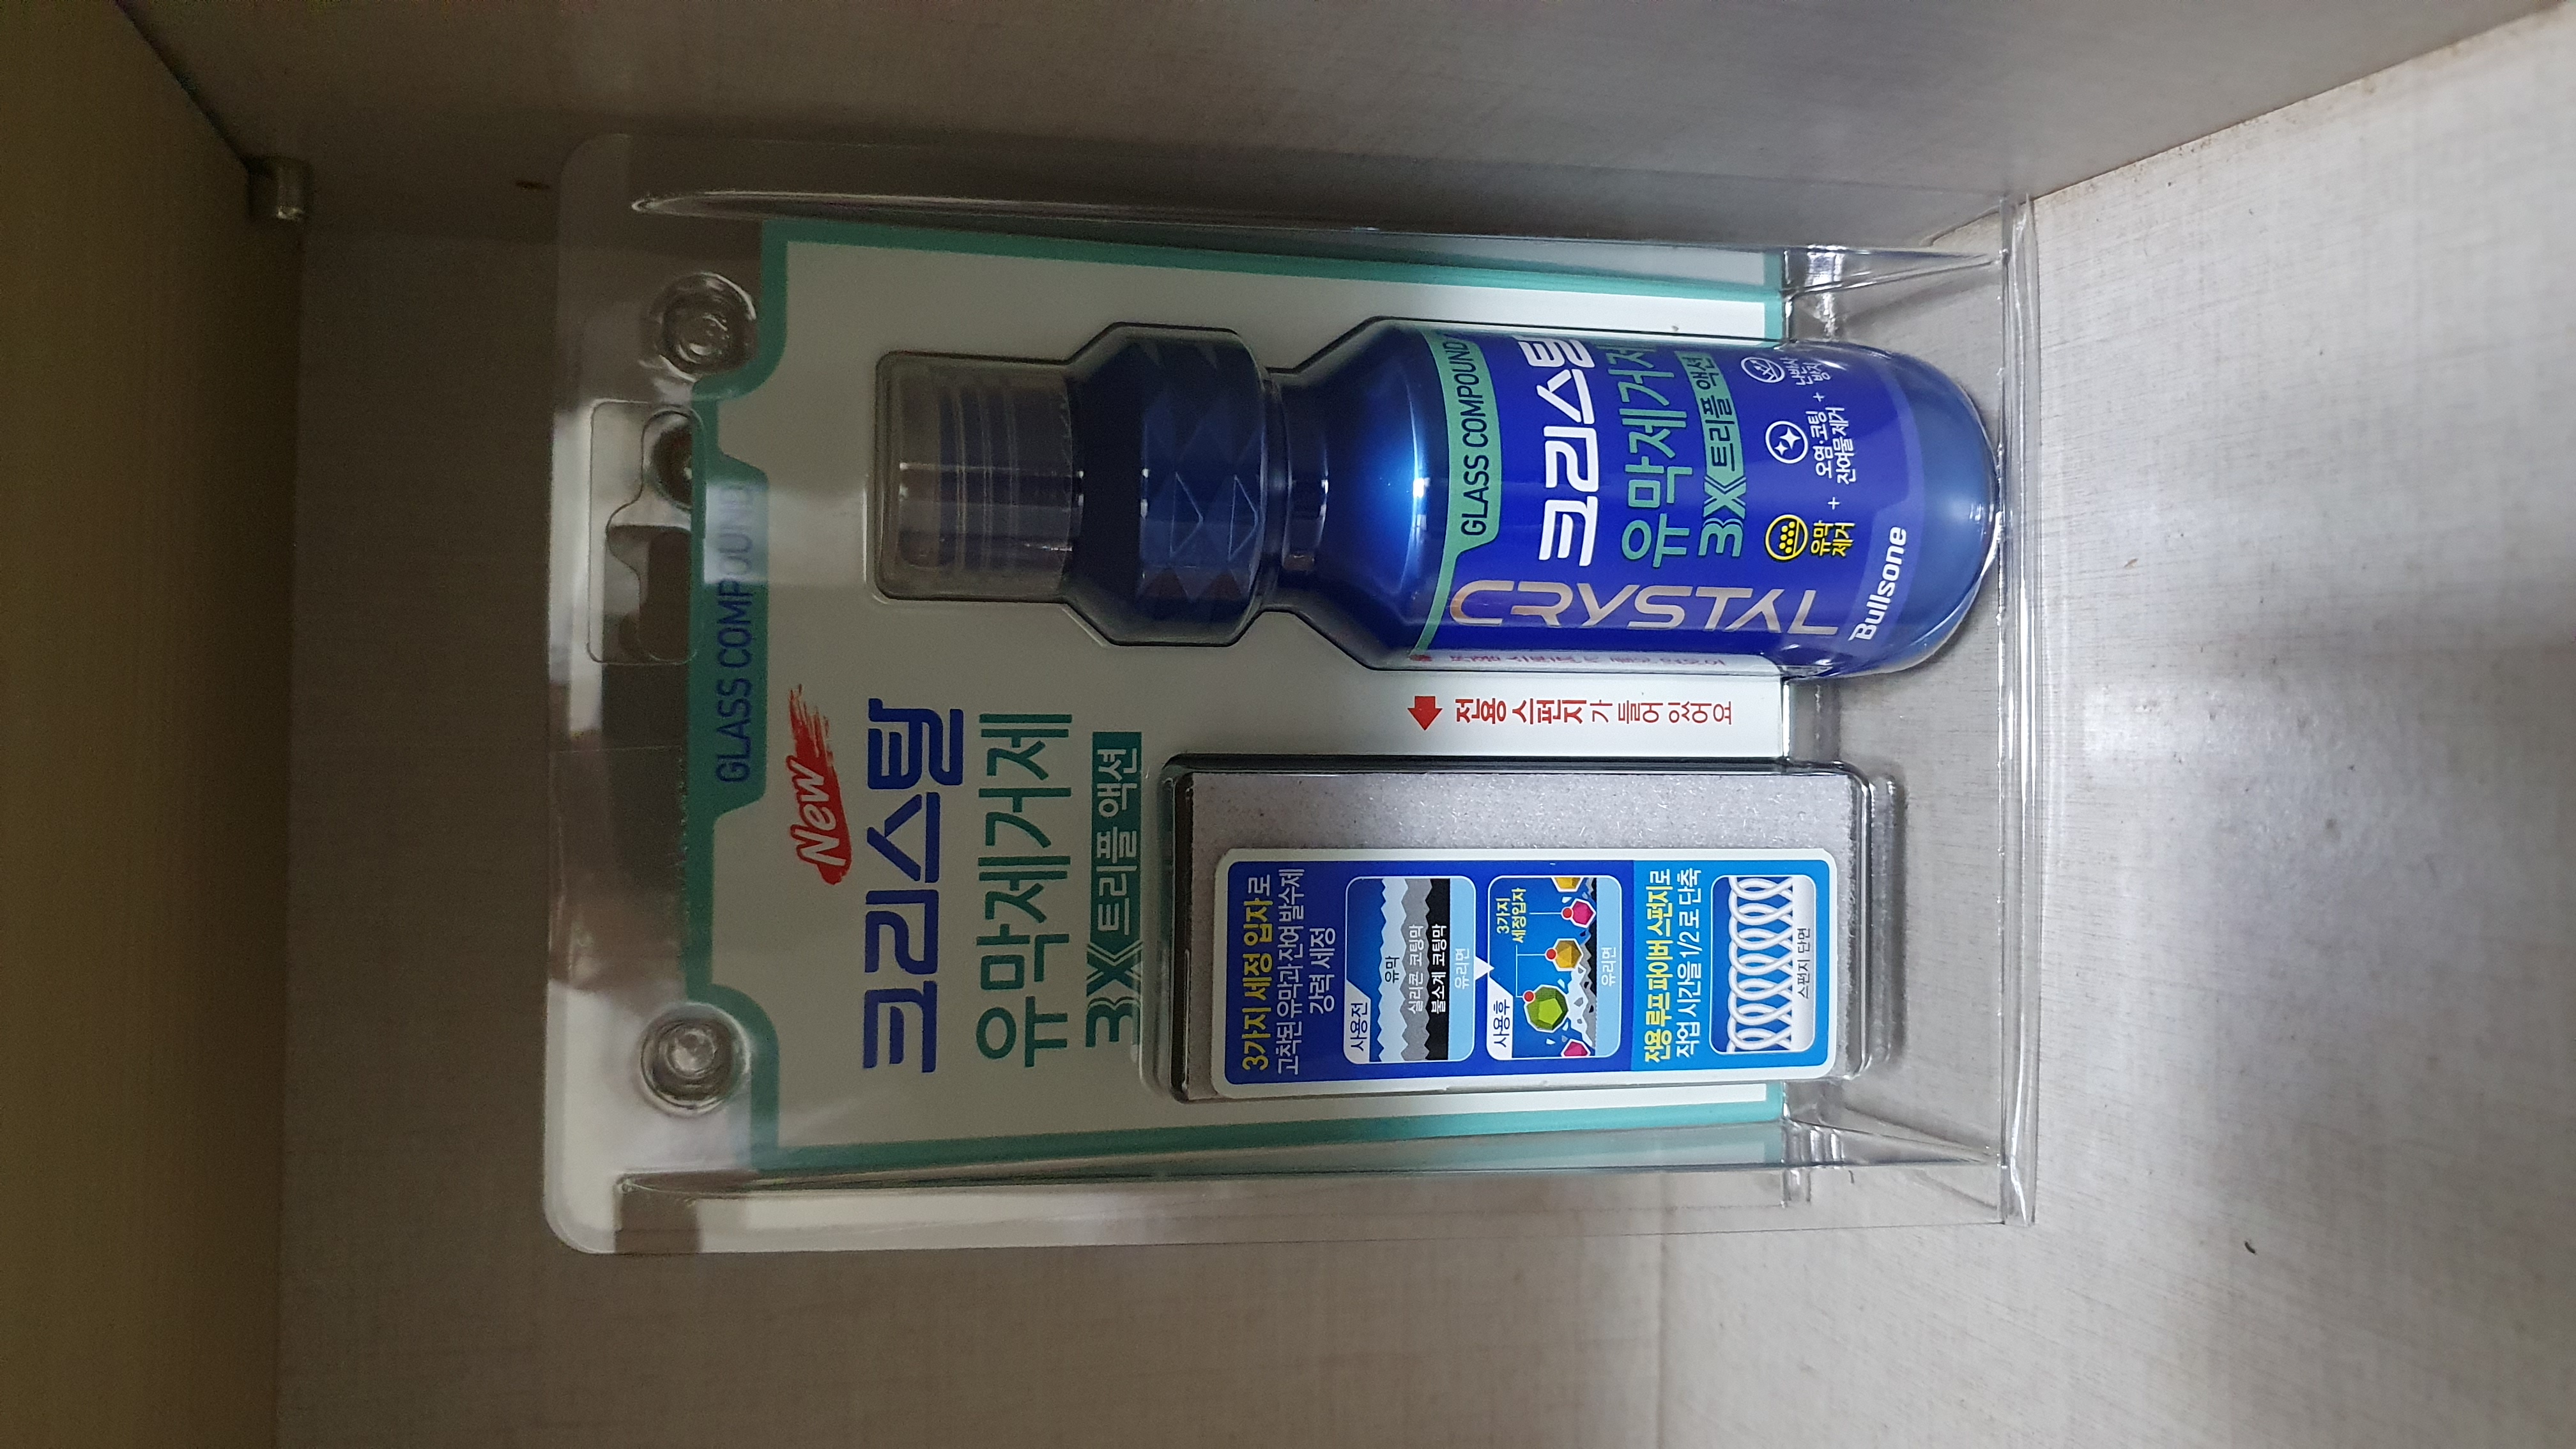 GLASS COMPOUND
New
크리스탈
유막제거제
3X 트리플 액션
3가지 세정 입자로
고착된 유막과 잔여 발수제
강력 세정
사용전
유막
실리콘 코팅막
불소계 코팅막
유리면
사용후
3가지
세정입자
유리면
전용 루프 파이버 스펀지로
작업 시간을 1/2로 단축
스펀지 단면
전용 스펀지가 들어 있어요
GLASS COMPOUND
CRYSTAL
크리스탈
유막제거제
3X 트리플 액션
유막
제거
+
오염·코팅
잔여물 제거
+
난반사
방지
Bullsone